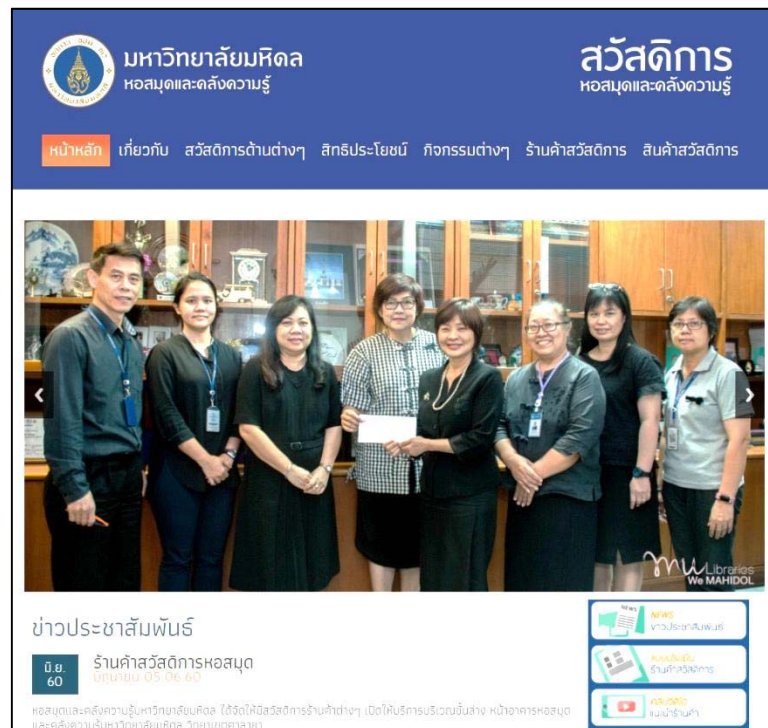 มหาวิทยาลัยมหิดล
หอสมุดและคลังความรู้
สวัสดิการ
หอสมุดและคลังความรู้
หน้าหลัก เกี่ยวกับ สวัสดิการด้านต่างๆ สิทธิประโยชน์ กิจกรรมต่างๆ ร้านค้าสวัสดิการ สินค้าสวัสดิการ
mu Libraries
We MAHIDOL
ข่าวประชาสัมพันธ์
มิ.ย.
60
ร้านค้าสวัสดิการหอสมุด
มิถุนายน 05 06 60
หอสมุดและคลังความรู้มหาวิทยาลัยมหิดล ได้จัดให้มีสวัสดิการร้านค้าต่างๆ เปิดให้บริการบริเวณชั้นล่าง หน้าอาคารหอสมุด
และคลังความรู้มหาวิทยาลัยมหิดล วิทยาเขตศาลายา
NEWS
NEWS
ข่าวประชาสัมพันธ์
ร้านค้าสวัสดิการ
คลิปวิดีโอ
แนะนำร้านค้า